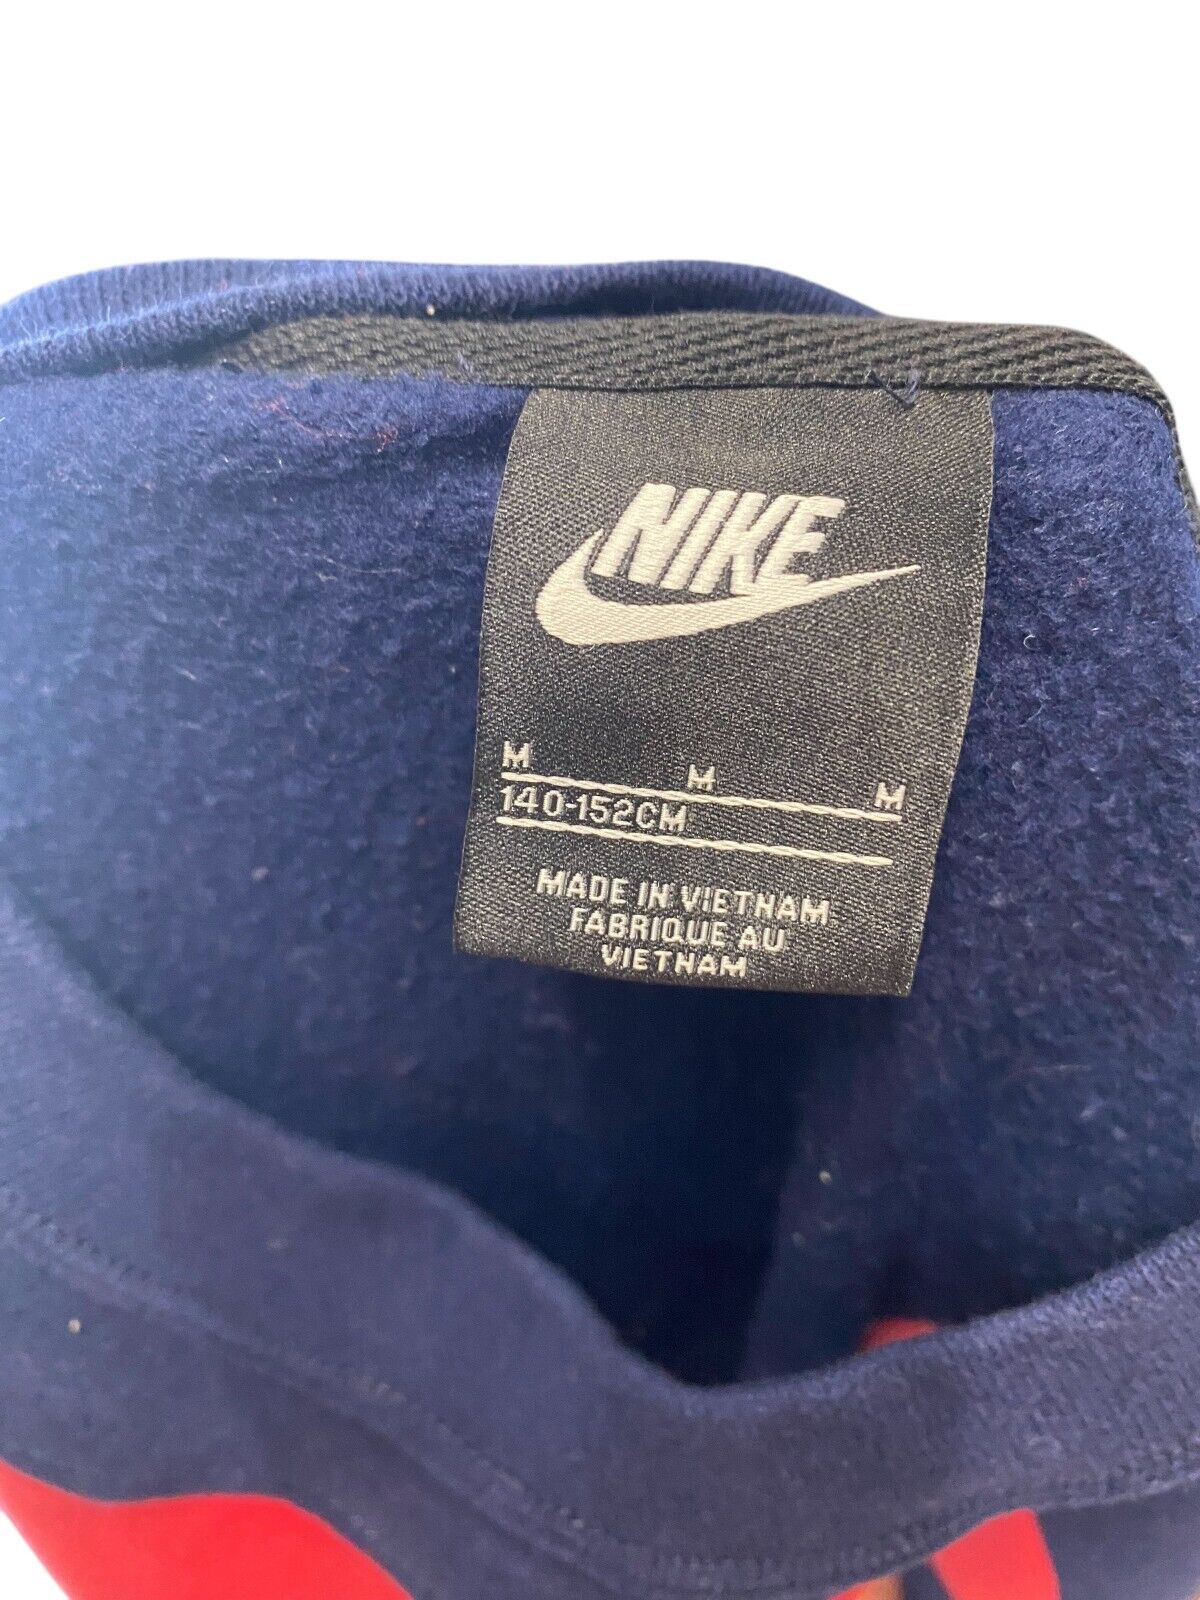 NIKE
M M M
140-152CM
MADE IN VIETNAM
FABRIQUE AU
VIETNAM